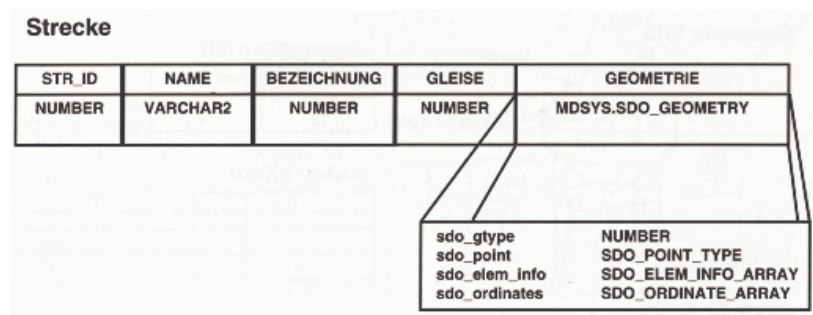 Strecke
STR_ID NAME BEZEICHNUNG GLEISE GEOMETRIE
NUMBER VARCHAR2 NUMBER NUMBER MDSYS.SDO_GEOMETRY
sdo_gtype NUMBER
sdo_point SDO_POINT_TYPE
sdo_elem_info SDO_ELEM_INFO_ARRAY
sdo_ordinates SDO_ORDINATE_ARRAY